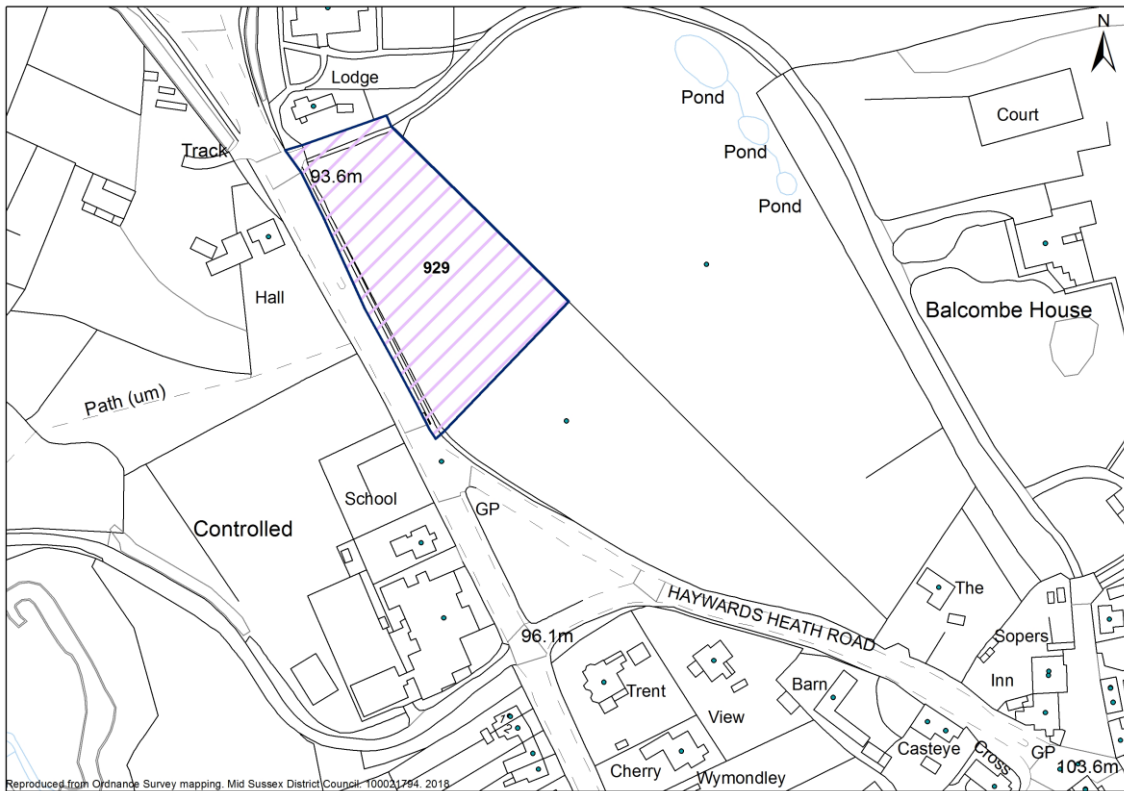 N
Lodge
Pond
Court
Track
Pond
93.6m
Pond
929
Hall
Balcombe House
Path (um)
School
GP
Controlled
The
HAYWARDS HEATH ROAD
96.1m
Sopers
Trent
Barn
Inn
View
Casteye
Cross
GP
Cherry
Wymondley
103.6m
Reproduced from Ordnance Survey mapping. Mid Sussex District Council. 100021794. 2018